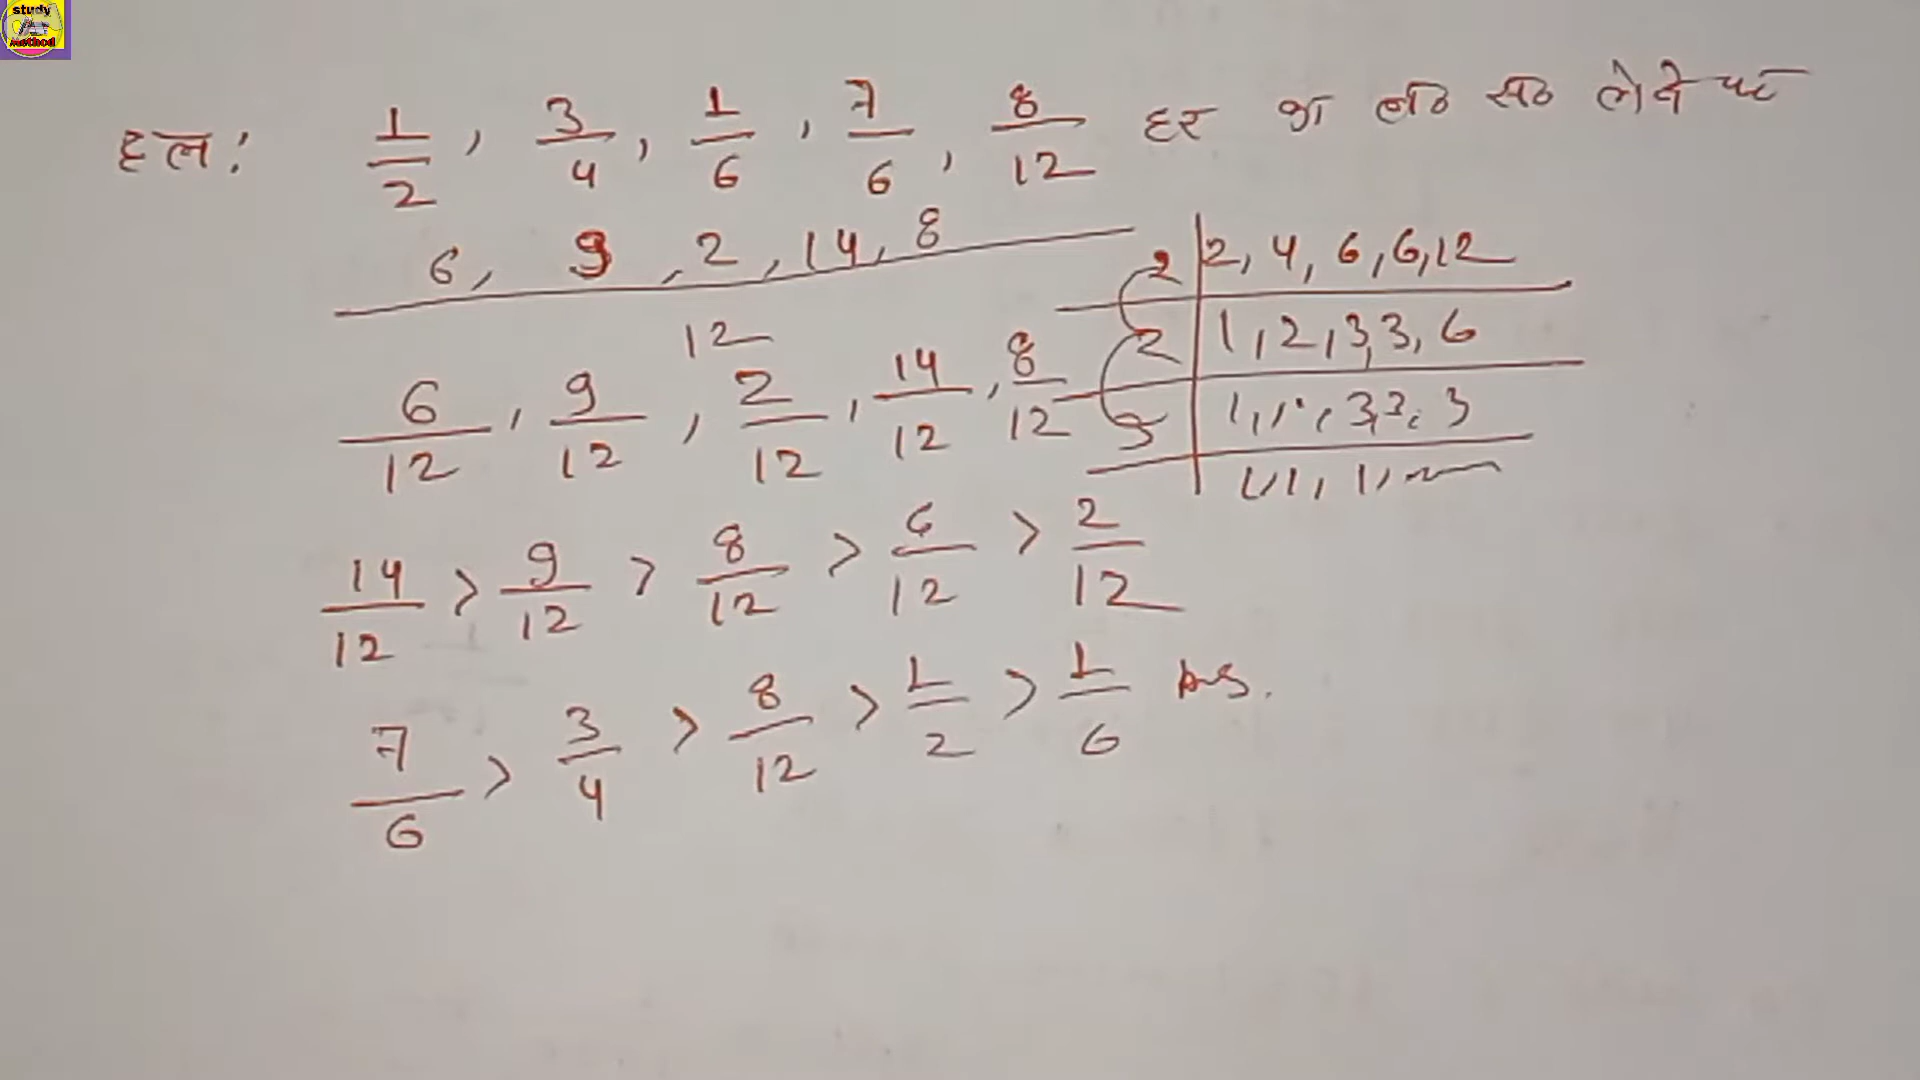 study
Method
हल: 1/2, 3/4, 1/6, 7/6, 8/12 हर का ल० स० लेने पर
6, 9, 2, 14, 8
12
2 | 2, 4, 6, 6, 12
2 | 1, 2, 3, 3, 6
3 | 1, 1, 3, 3, 3
1, 1, 1, 1
6/12, 9/12, 2/12, 14/12, 8/12
14/12 > 9/12 > 8/12 > 6/12 > 2/12
7/6 > 3/4 > 8/12 > 1/2 > 1/6 Ans.